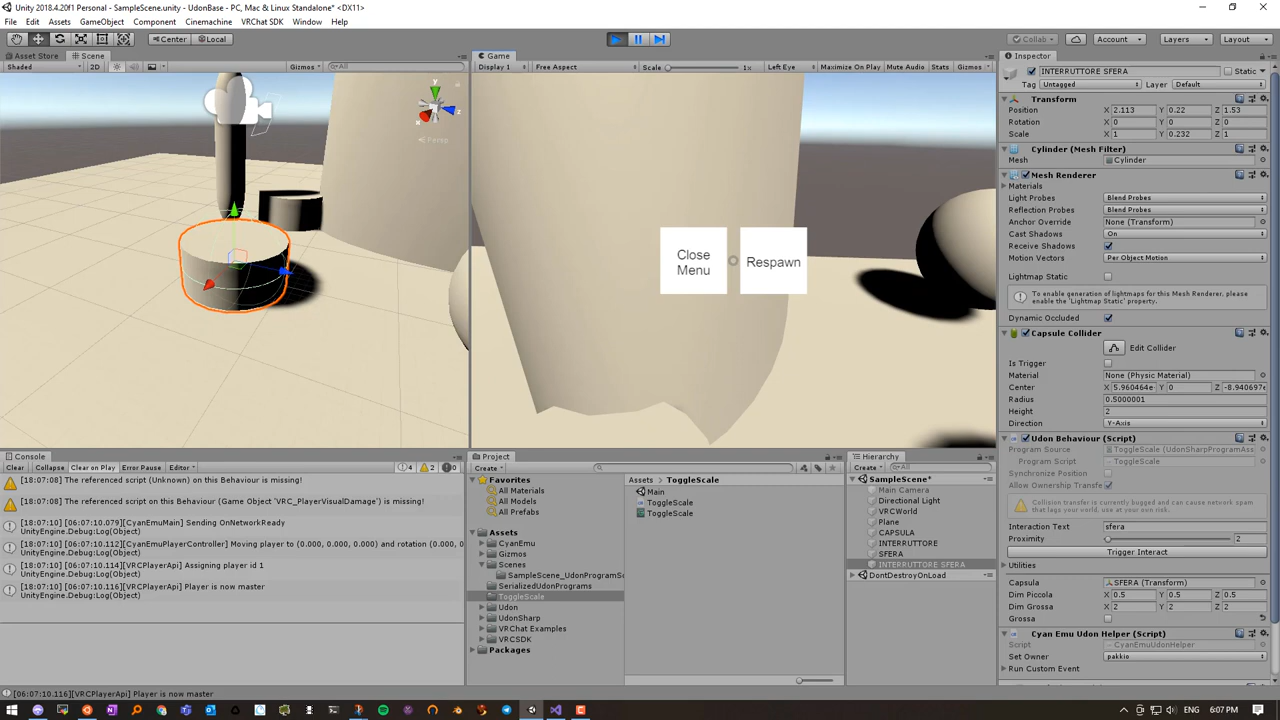 Unity 2018.4.20f1 Personal - SampleScene.unity - UdonBase - PC, Mac & Linux Standalone* <DX11>
File Edit Assets GameObject Component Cinemachine VRChat SDK Window Help
Center Local Collab Account Layers Layout
Asset Store Scene
Shaded 2D Gizmos All
y
z
x
Persp
Game
Display 1 Free Aspect Scale 1x Left Eye Maximize On Play Mute Audio Stats Gizmos
Close
Menu
Respawn
Inspector
INTERRUTTORE SFERA Static
Tag Untagged Layer Default
Transform
Position X 2.113 Y 0.22 Z 1.53
Rotation X 0 Y 0 Z 0
Scale X 1 Y 0.232 Z 1
Cylinder (Mesh Filter)
Mesh Cylinder
Mesh Renderer
Materials
Light Probes Blend Probes
Reflection Probes Blend Probes
Anchor Override None (Transform)
Cast Shadows On
Receive Shadows
Motion Vectors Per Object Motion
Lightmap Static
To enable generation of lightmaps for this Mesh Renderer, please
enable the 'Lightmap Static' property.
Dynamic Occluded
Capsule Collider
Edit Collider
Is Trigger
Material None (Physic Material)
Center X 5.960464e Y 0 Z -8.940697e
Radius 0.5000001
Height 2
Direction Y-Axis
Udon Behaviour (Script)
Program Source ToggleScale (UdonSharpProgramAss
Program Script ToggleScale
Synchronize Position
Allow Ownership Transfe
Collision transfer is currently bugged and can cause network spam
that lags your world, use at your own risk.
Interaction Text sfera
Proximity 2
Trigger Interact
Utilities
Capsula SFERA (Transform)
Dim Piccola X 0.5 Y 0.5 Z 0.5
Dim Grossa X 2 Y 2 Z 2
Grossa
Cyan Emu Udon Helper (Script)
Script CyanEmuUdonHelper
Set Owner pakkio
Run Custom Event
Console
Clear Collapse Clear on Play Error Pause Editor 4 2 0
[18:07:08] The referenced script (Unknown) on this Behaviour is missing!
[18:07:08] The referenced script on this Behaviour (Game Object 'VRC_PlayerVisualDamage') is missing!
[18:07:10] [06:07:10.079][CyanEmuMain] Sending OnNetworkReady
UnityEngine.Debug:Log(Object)
[18:07:10] [06:07:10.112][CyanEmuPlayerController] Moving player to (0.000, 0.000, 0.000) and rotation (0.000, 0
UnityEngine.Debug:Log(Object)
[18:07:10] [06:07:10.114][VRCPlayerApi] Assigning player id 1
UnityEngine.Debug:Log(Object)
[18:07:10] [06:07:10.116][VRCPlayerApi] Player is now master
UnityEngine.Debug:Log(Object)
Project
Create
Favorites
All Materials
All Models
All Prefabs
Assets
CyanEmu
Gizmos
Scenes
SampleScene_UdonProgramSo
SerializedUdonPrograms
ToggleScale
Udon
UdonSharp
VRChat Examples
VRCSDK
Packages
Assets ToggleScale
Main
ToggleScale
ToggleScale
Hierarchy
Create All
SampleScene*
Main Camera
Directional Light
VRCWorld
Plane
CAPSULA
INTERRUTTORE
SFERA
INTERRUTTORE SFERA
DontDestroyOnLoad
[06:07:10.116][VRCPlayerApi] Player is now master
6:07 PM